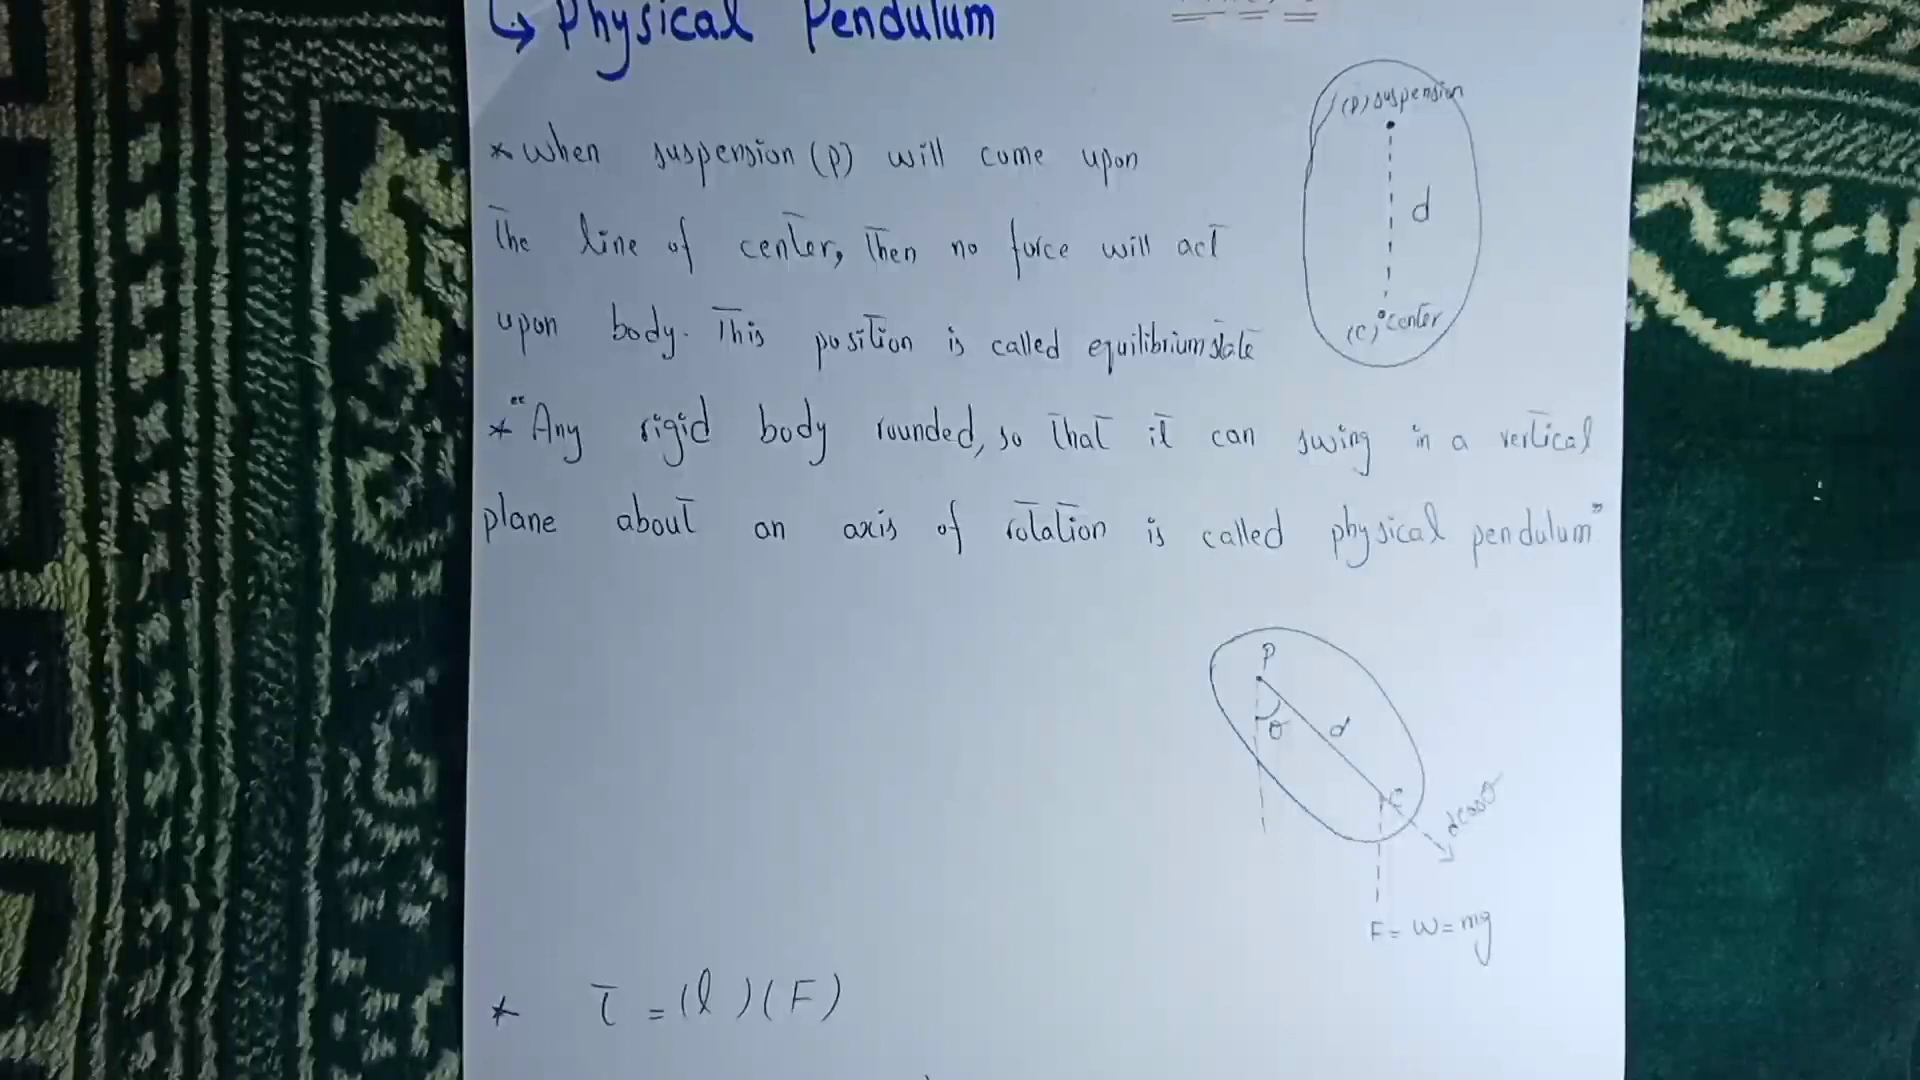 ↳ Physical Pendulum
(P) suspension
* When suspension (P) will come upon
d
The line of center, Then no force will act
(C) center
upon body. This position is called equilibrium state
* "Any rigid body rounded, so that it can swing in a vertical
plane about an axis of rotation is called physical pendulum"
P
θ
d
C
dcosθ
F = W = mg
* τ = (l)(F)